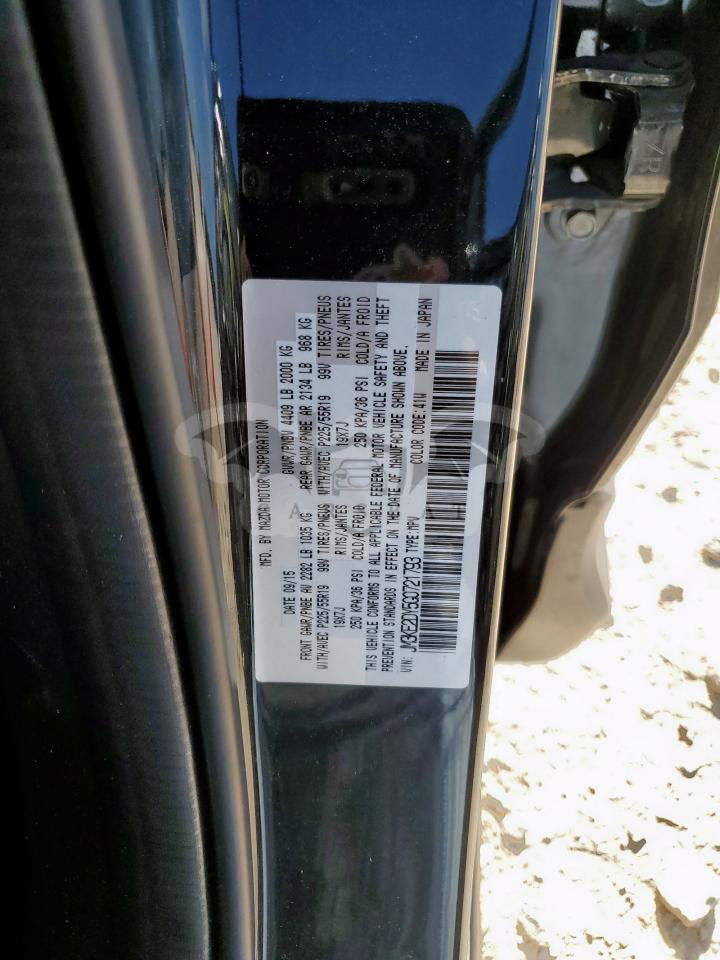 MFD. BY MAZDA MOTOR CORPORATION
DATE 09/15 GVWR/PNBV 4409 LB 2000 KG
FRONT GAWR/PNBE AV 2282 LB 1035 KG REAR GAWR/PNBE AR 2134 LB 968 KG
WITH/AVEC P225/55R19 99V TIRES/PNEUS WITH/AVEC P225/55R19 99V TIRES/PNEUS
19X7J RIMS/JANTES 19X7J RIMS/JANTES
250 KPA/36 PSI COLD/A FROID 250 KPA/36 PSI COLD/A FROID
THIS VEHICLE CONFORMS TO ALL APPLICABLE FEDERAL MOTOR VEHICLE SAFETY AND THEFT
PREVENTION STANDARDS IN EFFECT ON THE DATE OF MANUFACTURE SHOWN ABOVE.
VIN: JM3KE2DY5G0721793 TYPE:MPV COLOR CODE:41W MADE IN JAPAN